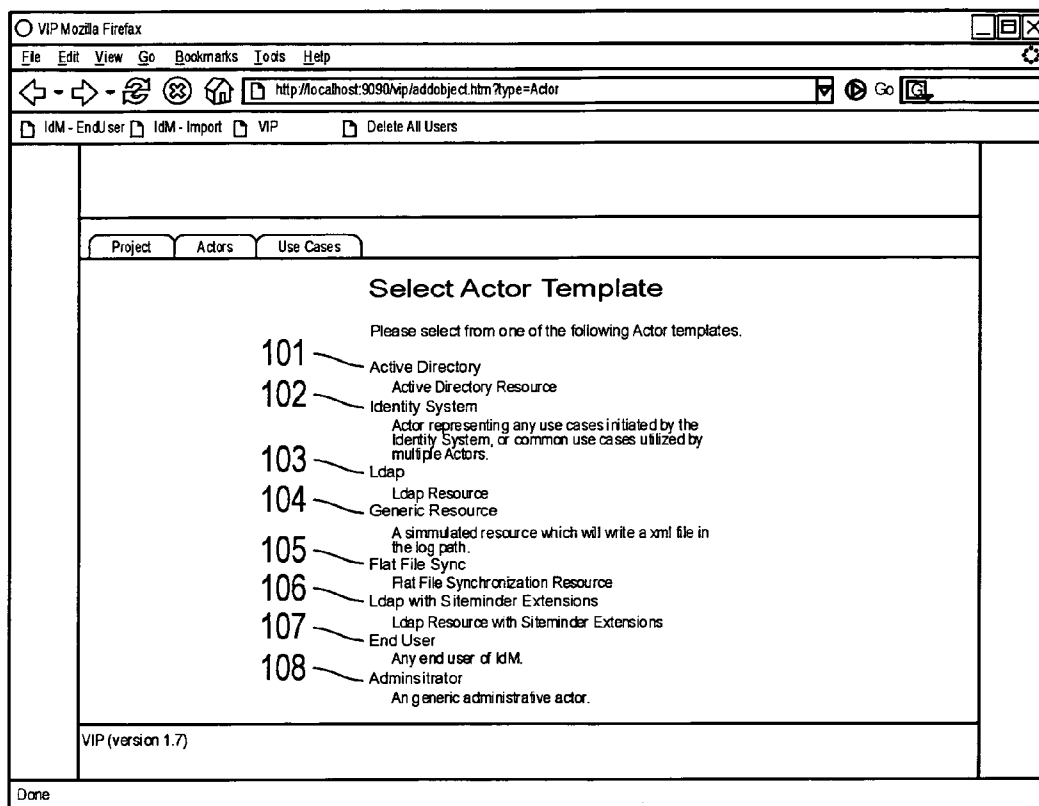 VIP Mozilla Firefox
File Edit View Go Bookmarks Tools Help
http://localhost:9090/vip/addobject.htm?type=Actor
Go
G
IdM - EndUser
IdM - Import
VIP
Delete All Users
Project
Actors
Use Cases
Select Actor Template
Please select from one of the following Actor templates.
101
Active Directory
Active Directory Resource
102
Identity System
Actor representing any use cases initiated by the
Identity System, or common use cases utilized by
multiple Actors.
103
Ldap
Ldap Resource
104
Generic Resource
A simmulated resource which will write a xml file in
the log path.
105
Flat File Sync
Flat File Synchronization Resource
106
Ldap with Siteminder Extensions
Ldap Resource with Siteminder Extensions
107
End User
Any end user of IdM.
108
Adminsitrator
An generic administrative actor.
VIP (version 1.7)
Done